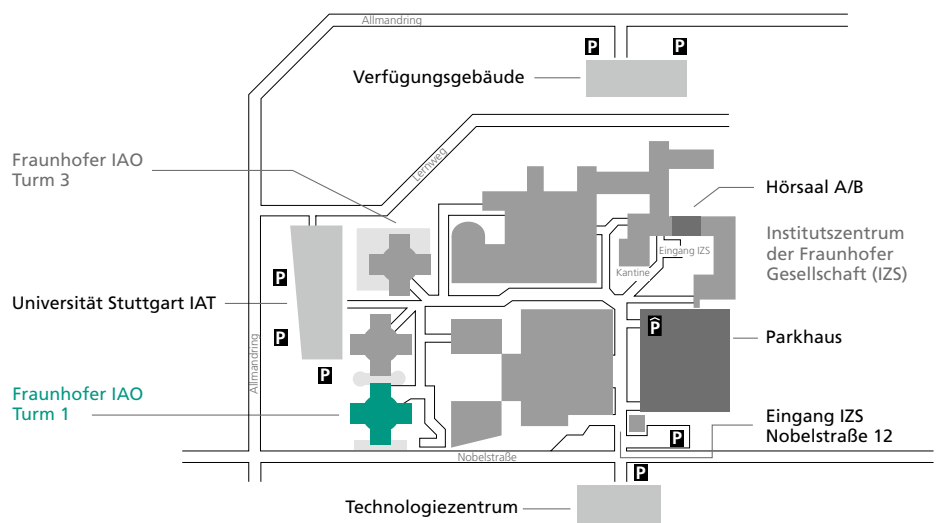 Allmandring
P
P
Verfügungsgebäude
Fraunhofer IAO
Turm 3
Lernweg
Hörsaal A/B
Institutszentrum
der Fraunhofer
Gesellschaft (IZS)
Eingang IZS
Kantine
P
Universität Stuttgart IAT
P
P
Parkhaus
Allmandring
P
Fraunhofer IAO
Turm 1
Eingang IZS
Nobelstraße 12
P
Nobelstraße
P
Technologiezentrum